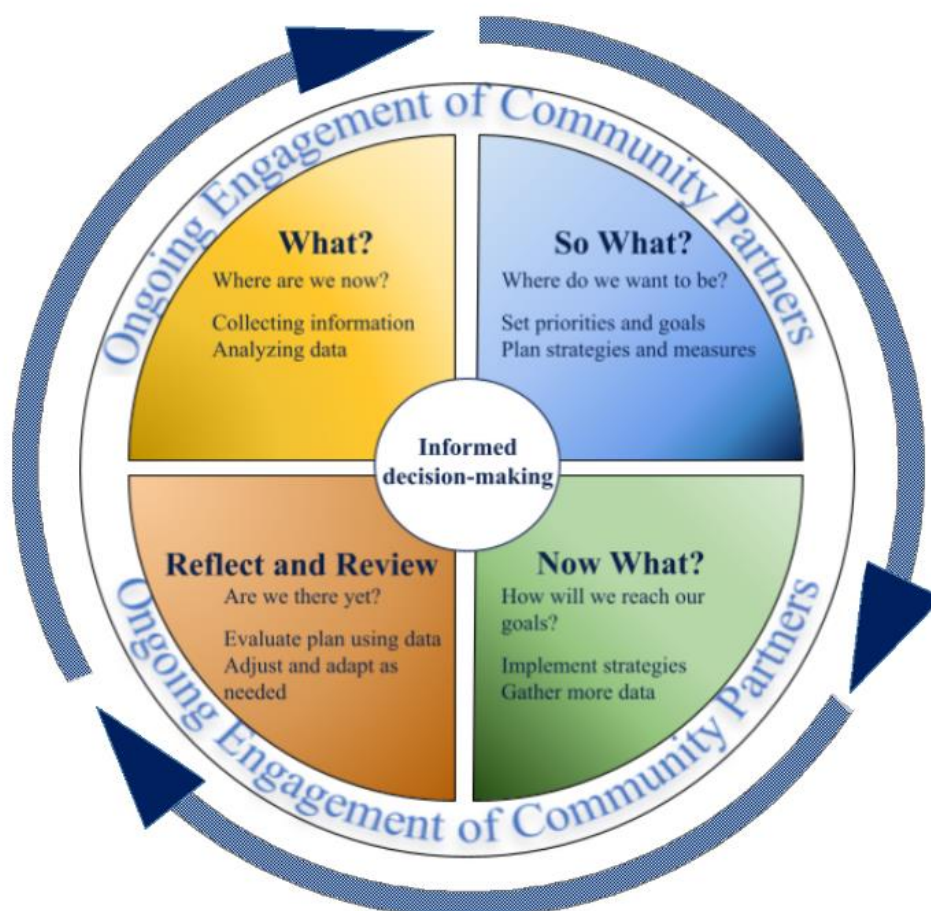 Ongoing Engagement of Community Partners
What?
Where are we now?
Collecting information
Analyzing data
So What?
Where do we want to be?
Set priorities and goals
Plan strategies and measures
Informed
decision-making
Reflect and Review
Are we there yet?
Evaluate plan using data
Adjust and adapt as
needed
Now What?
How will we reach our
goals?
Implement strategies
Gather more data
Ongoing Engagement of Community Partners